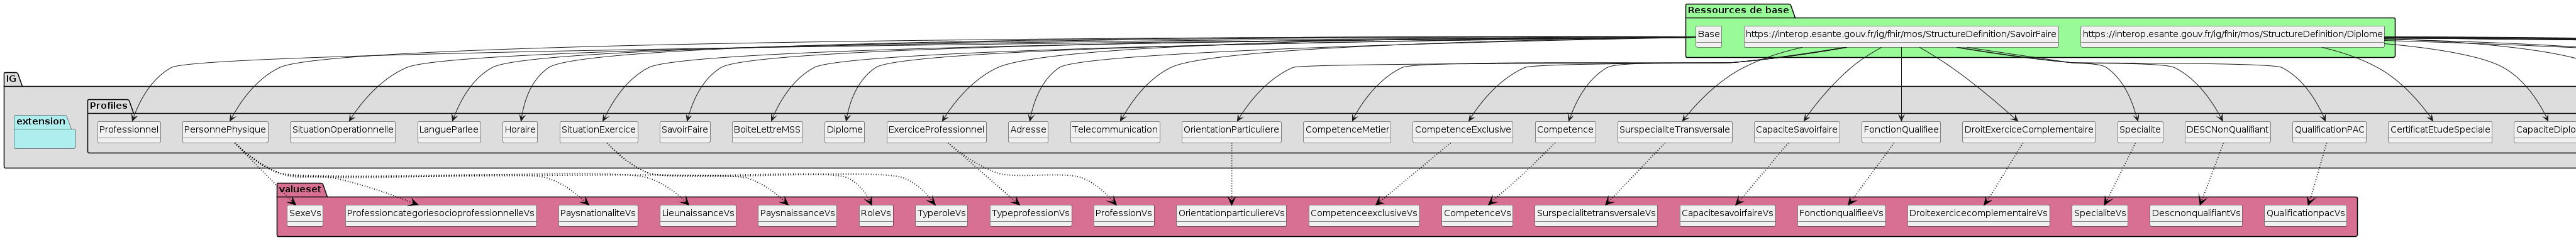 Ressources de base
Base
https://interop.esante.gouv.fr/ig/fhir/mos/StructureDefinition/SavoirFaire
https://interop.esante.gouv.fr/ig/fhir/mos/StructureDefinition/Diplome
IG
Profiles
extension
Professionnel
PersonnePhysique
SituationOperationnelle
LangueParlee
Horaire
SituationExercice
SavoirFaire
BoiteLettreMSS
Diplome
ExerciceProfessionnel
Adresse
Telecommunication
OrientationParticuliere
CompetenceMetier
CompetenceExclusive
Competence
SurspecialiteTransversale
CapaciteSavoirfaire
FonctionQualifiee
DroitExerciceComplementaire
Specialite
DESCNonQualifiant
QualificationPAC
CertificatEtudeSpeciale
CapaciteDiplo
valueset
SexeVs
ProfessioncategoriesocioprofessionnelleVs
PaysnationaliteVs
LieunaissanceVs
PaysnaissanceVs
RoleVs
TyperoleVs
TypeprofessionVs
ProfessionVs
OrientationparticuliereVs
CompetenceexclusiveVs
CompetenceVs
SurspecialitetransversaleVs
CapacitesavoirfaireVs
FonctionqualifieeVs
DroitexercicecomplementaireVs
SpecialiteVs
DescnonqualifiantVs
QualificationpacVs